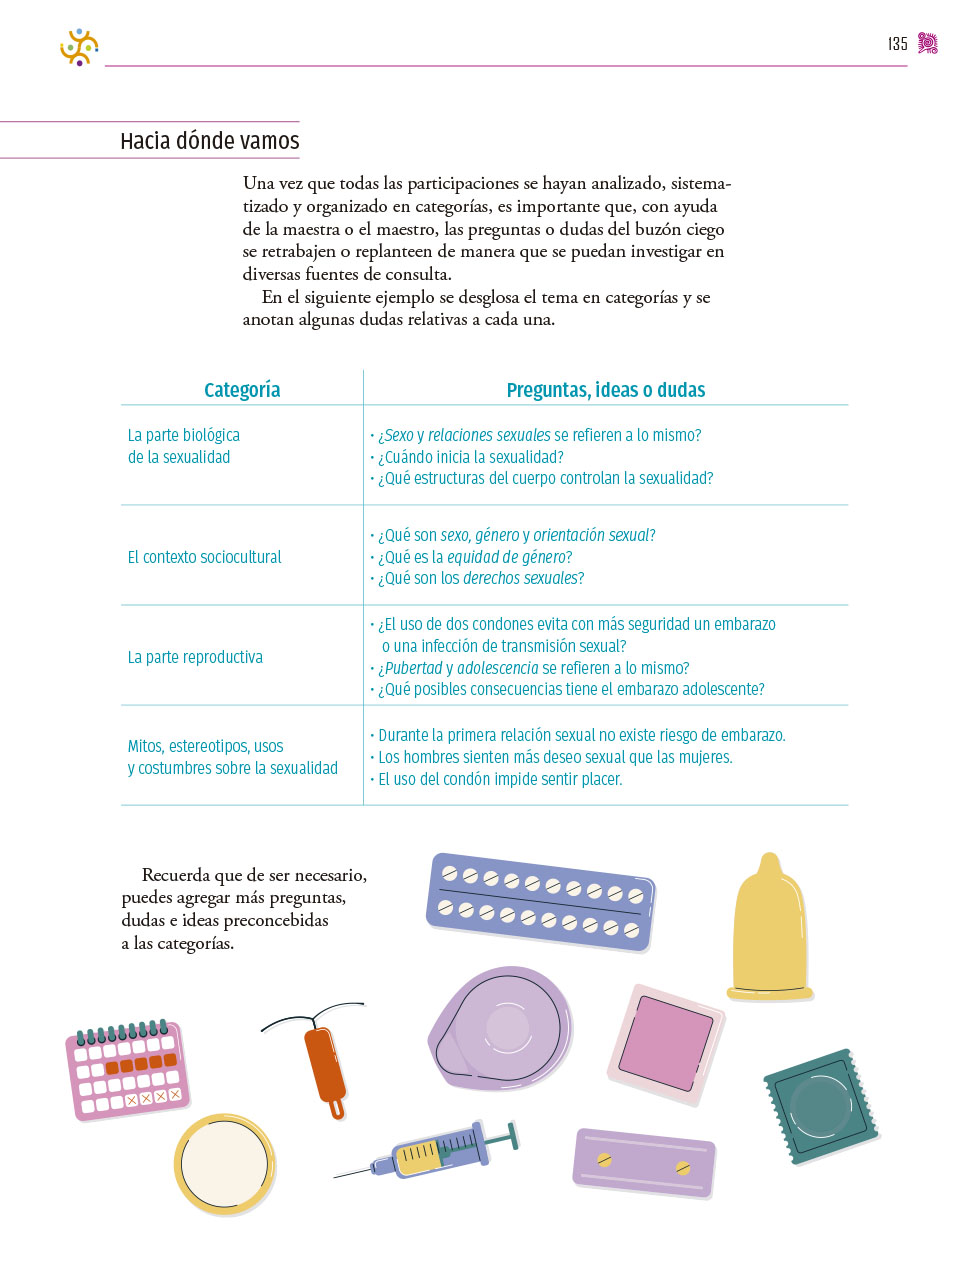 135
Hacia dónde vamos
Una vez que todas las participaciones se hayan analizado, sistema-
tizado y organizado en categorías, es importante que, con ayuda
de la maestra o el maestro, las preguntas o dudas del buzón ciego
se retrabajen o replanteen de manera que se puedan investigar en
diversas fuentes de consulta.
En el siguiente ejemplo se desglosa el tema en categorías y se
anotan algunas dudas relativas a cada una.
Categoría
Preguntas, ideas o dudas
La parte biológica
de la sexualidad
• ¿Sexo y relaciones sexuales se refieren a lo mismo?
• ¿Cuándo inicia la sexualidad?
• ¿Qué estructuras del cuerpo controlan la sexualidad?
El contexto sociocultural
• ¿Qué son sexo, género y orientación sexual?
• ¿Qué es la equidad de género?
• ¿Qué son los derechos sexuales?
La parte reproductiva
• ¿El uso de dos condones evita con más seguridad un embarazo
o una infección de transmisión sexual?
• ¿Pubertad y adolescencia se refieren a lo mismo?
• ¿Qué posibles consecuencias tiene el embarazo adolescente?
Mitos, estereotipos, usos
y costumbres sobre la sexualidad
• Durante la primera relación sexual no existe riesgo de embarazo.
• Los hombres sienten más deseo sexual que las mujeres.
• El uso del condón impide sentir placer.
Recuerda que de ser necesario,
puedes agregar más preguntas,
dudas e ideas preconcebidas
a las categorías.